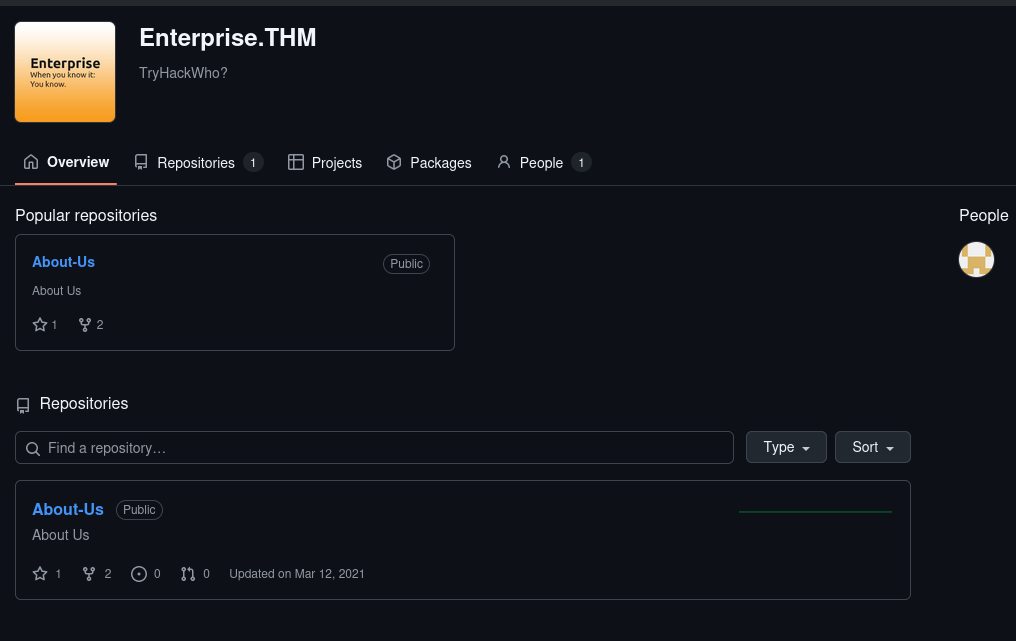 Enterprise
When you know it:
You know.
Enterprise.THM
TryHackWho?
Overview Repositories 1 Projects Packages People 1
Popular repositories
People
About-Us Public
About Us
1 2
Repositories
Find a repository…
Type Sort
About-Us Public
About Us
1 2 0 0 Updated on Mar 12, 2021